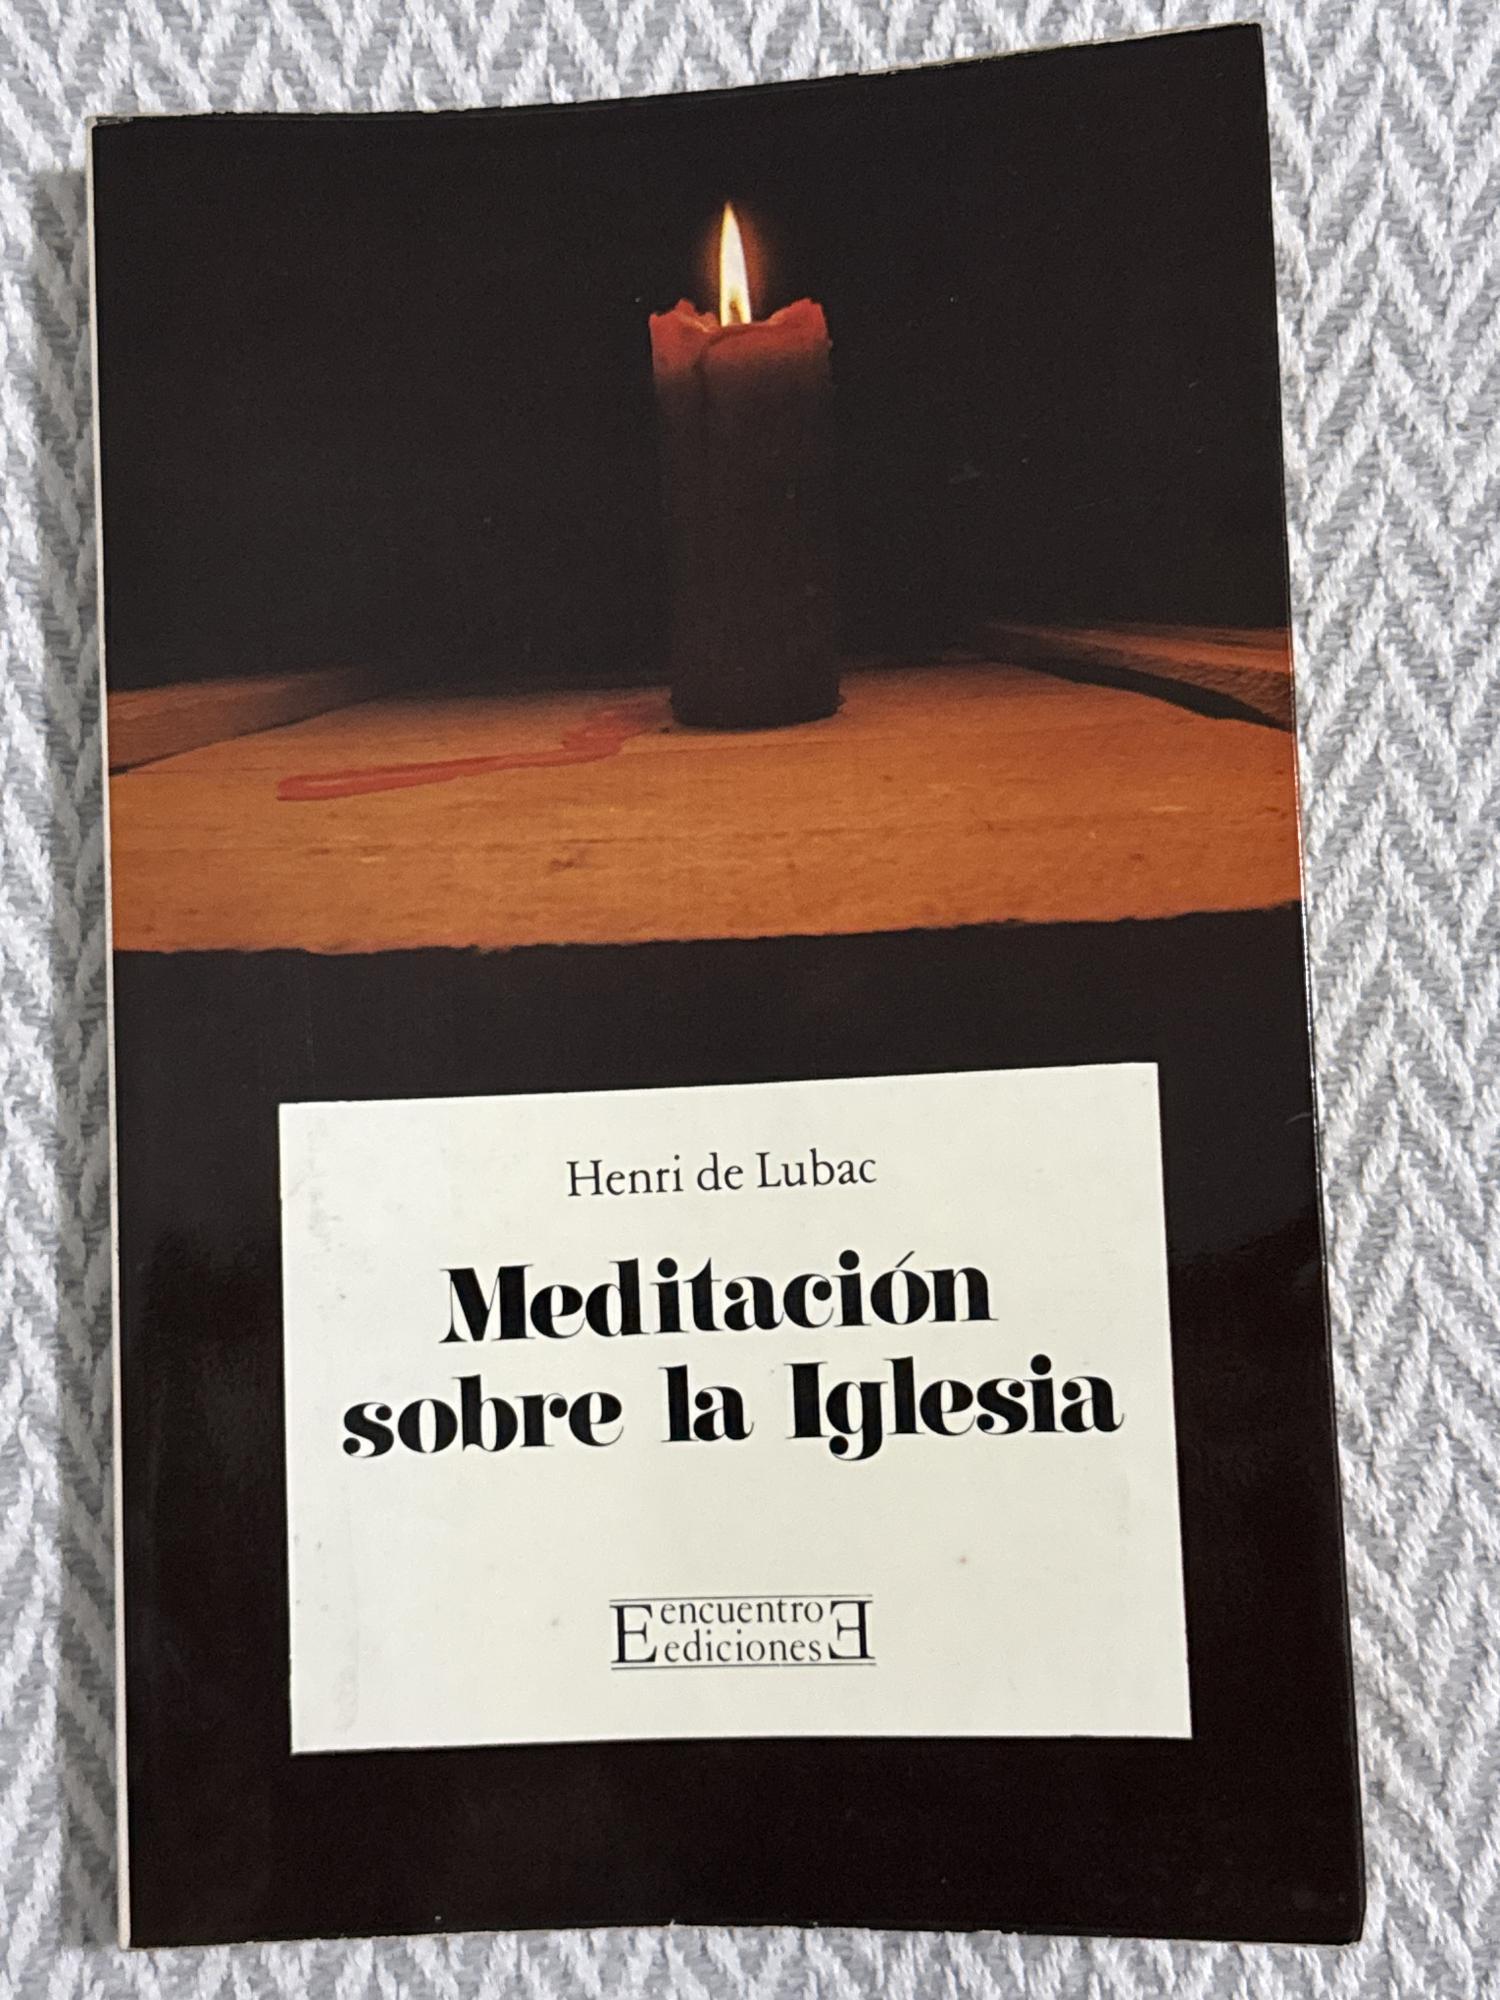 Henri de Lubac
Meditación
sobre la Iglesia
E encuentro E
ediciones